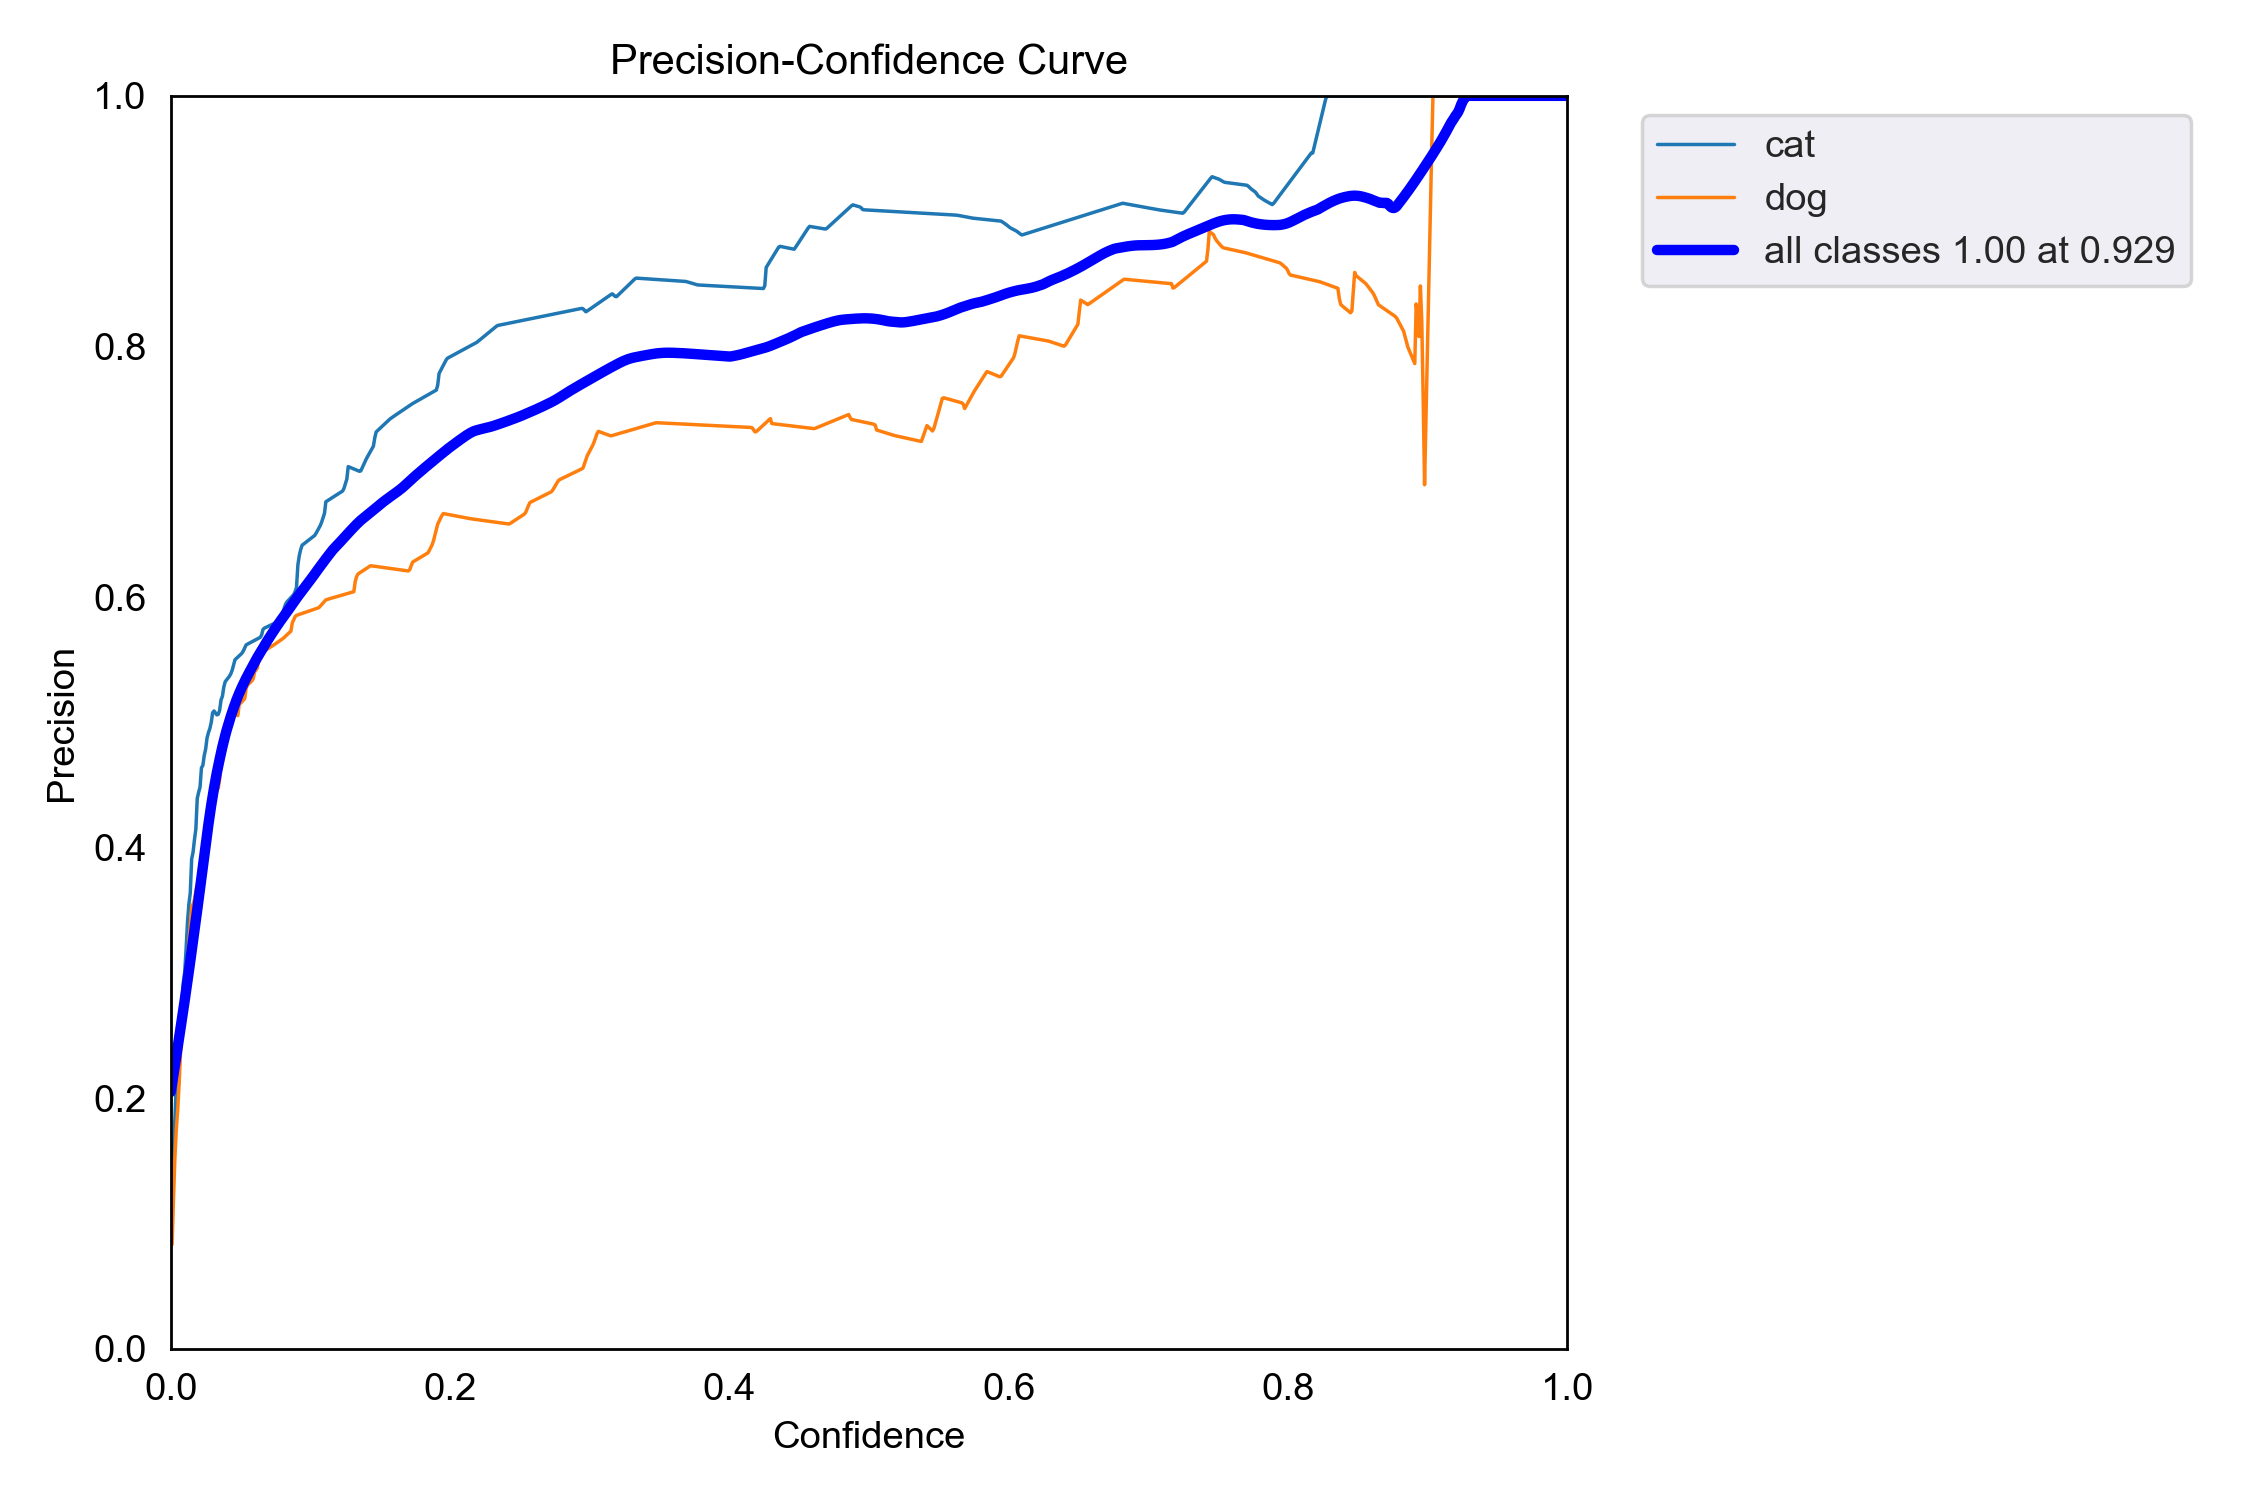 Precision-Confidence Curve
1.0
0.8
0.6
0.4
0.2
0.0
Precision
0.0 0.2 0.4 0.6 0.8 1.0
Confidence
cat
dog
all classes 1.00 at 0.929